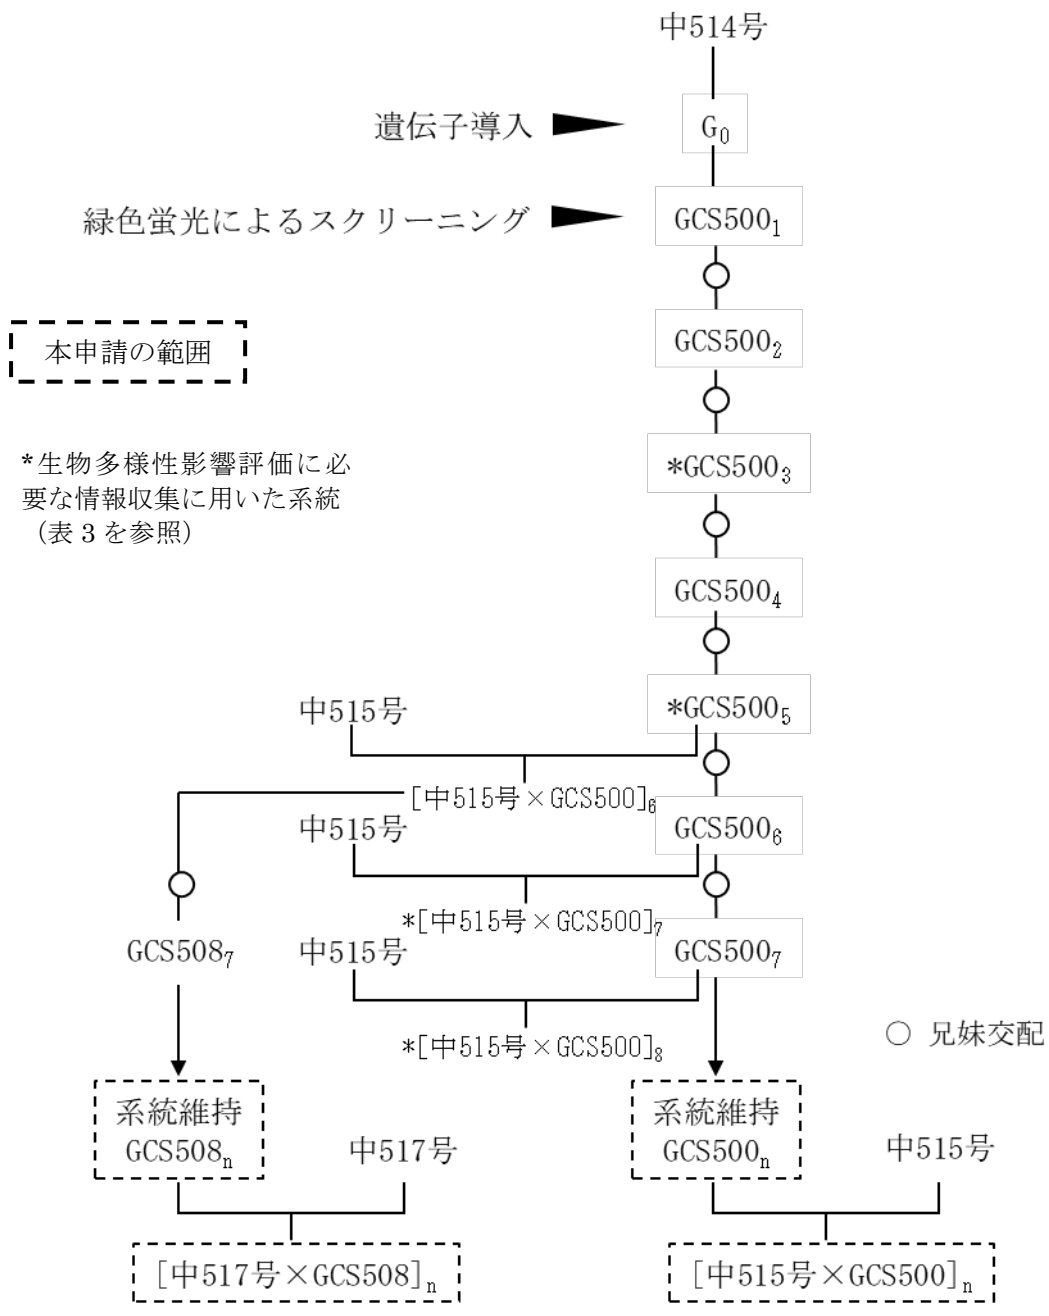 中514号
遺伝子導入
G₀
緑色蛍光によるスクリーニング
GCS500₁
本申請の範囲
GCS500₂
*生物多様性影響評価に必
要な情報収集に用いた系統
（表 3 を参照）
*GCS500₃
GCS500₄
中515号
*GCS500₅
[中515号×GCS500]₆
中515号
GCS500₆
*[中515号×GCS500]₇
GCS508₇
中515号
GCS500₇
*[中515号×GCS500]₈
○ 兄妹交配
系統維持
GCS508ₙ
中517号
系統維持
GCS500ₙ
中515号
[中517号×GCS508]ₙ
[中515号×GCS500]ₙ